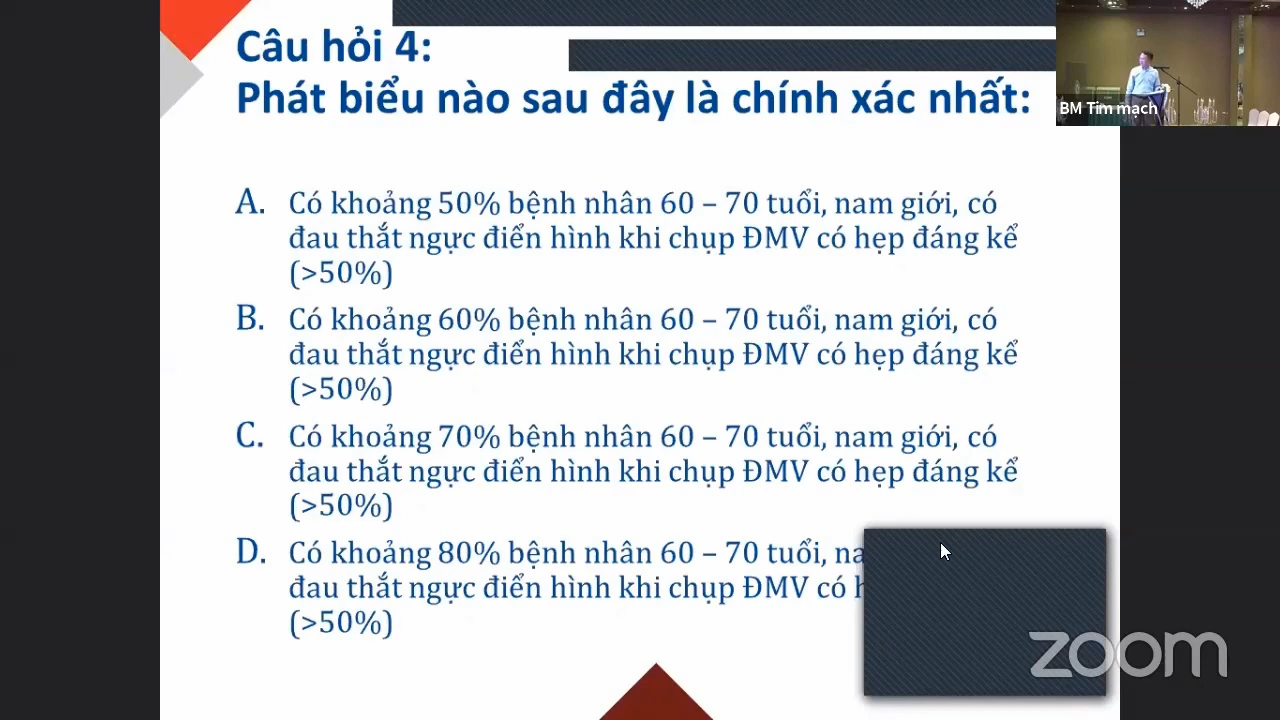 Câu hỏi 4:
Phát biểu nào sau đây là chính xác nhất:
BM Tim mạch
A. Có khoảng 50% bệnh nhân 60 – 70 tuổi, nam giới, có
đau thắt ngực điển hình khi chụp ĐMV có hẹp đáng kể
(>50%)
B. Có khoảng 60% bệnh nhân 60 – 70 tuổi, nam giới, có
đau thắt ngực điển hình khi chụp ĐMV có hẹp đáng kể
(>50%)
C. Có khoảng 70% bệnh nhân 60 – 70 tuổi, nam giới, có
đau thắt ngực điển hình khi chụp ĐMV có hẹp đáng kể
(>50%)
D. Có khoảng 80% bệnh nhân 60 – 70 tuổi,
đau thắt ngực điển hình khi chụp ĐMV có
(>50%)
zoom